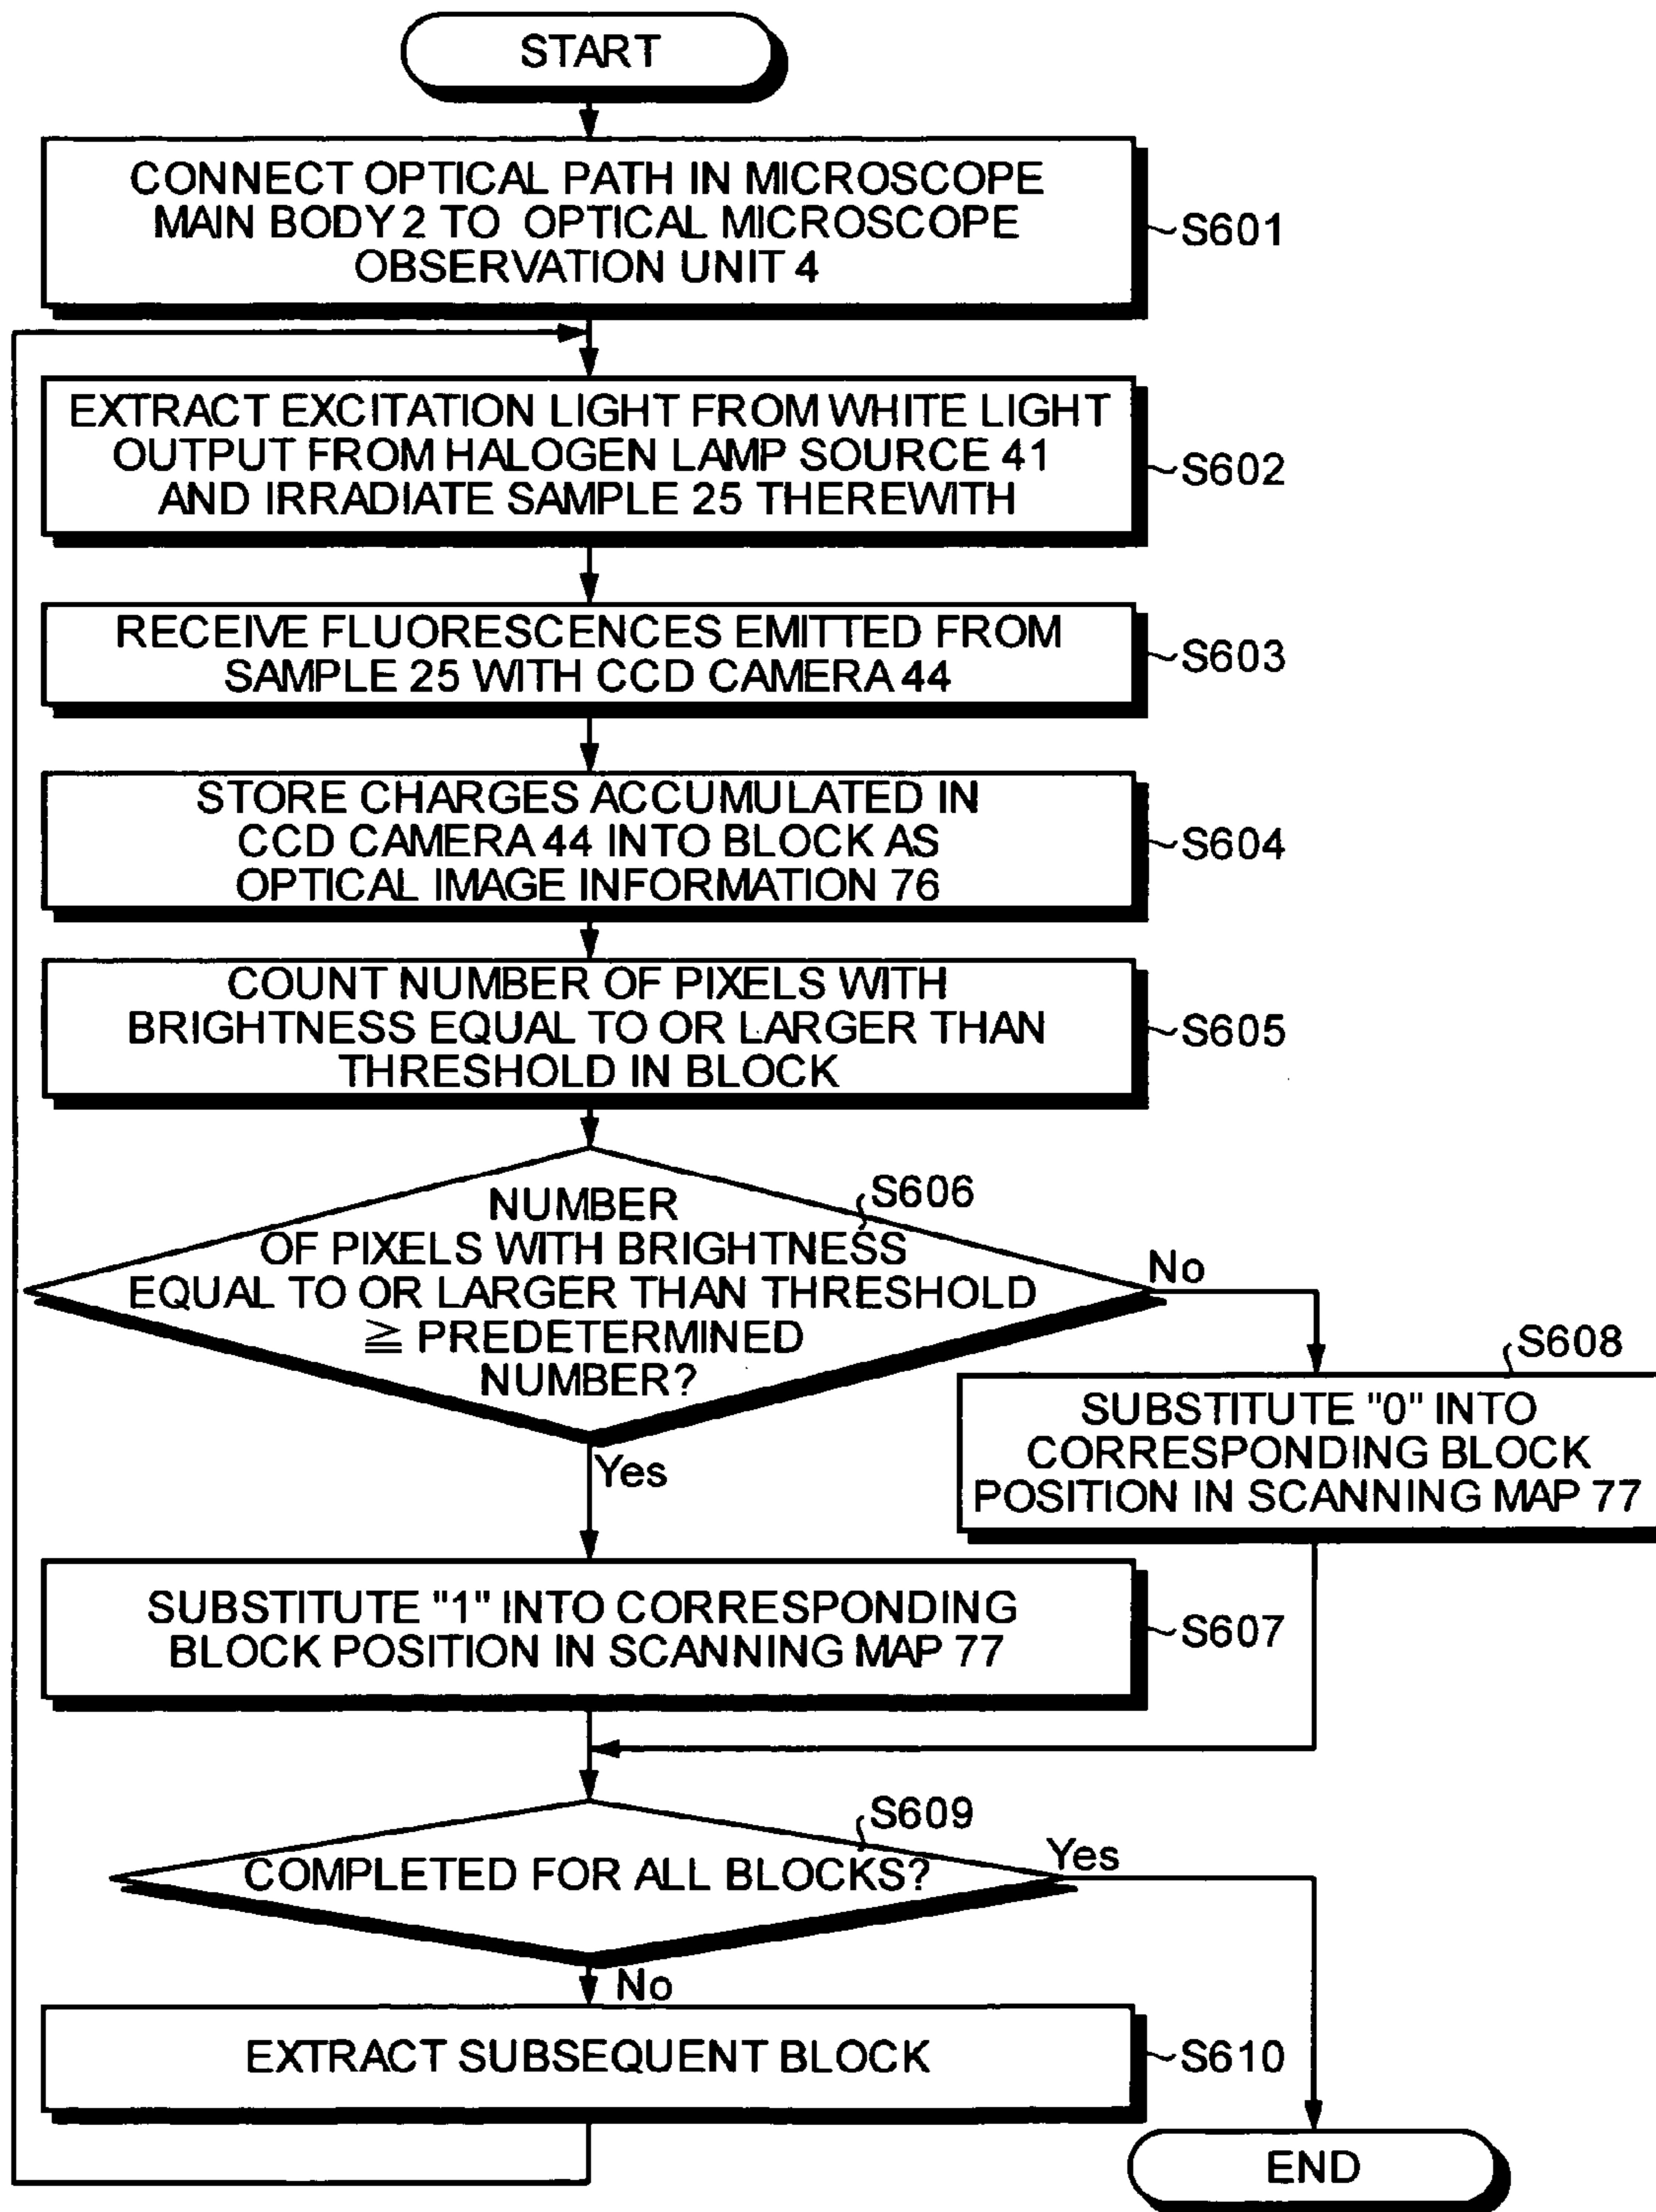 START
CONNECT OPTICAL PATH IN MICROSCOPE
MAIN BODY 2 TO OPTICAL MICROSCOPE
OBSERVATION UNIT 4
S601
EXTRACT EXCITATION LIGHT FROM WHITE LIGHT
OUTPUT FROM HALOGEN LAMP SOURCE 41
AND IRRADIATE SAMPLE 25 THEREWITH
S602
RECEIVE FLUORESCENCES EMITTED FROM
SAMPLE 25 WITH CCD CAMERA 44
S603
STORE CHARGES ACCUMULATED IN
CCD CAMERA 44 INTO BLOCK AS
OPTICAL IMAGE INFORMATION 76
S604
COUNT NUMBER OF PIXELS WITH
BRIGHTNESS EQUAL TO OR LARGER THAN
THRESHOLD IN BLOCK
S605
S606
NUMBER
OF PIXELS WITH BRIGHTNESS
EQUAL TO OR LARGER THAN THRESHOLD
≧ PREDETERMINED
NUMBER?
No
Yes
S608
SUBSTITUTE "0" INTO
CORRESPONDING BLOCK
POSITION IN SCANNING MAP 77
SUBSTITUTE "1" INTO CORRESPONDING
BLOCK POSITION IN SCANNING MAP 77
S607
S609
COMPLETED FOR ALL BLOCKS?
Yes
No
EXTRACT SUBSEQUENT BLOCK
S610
END